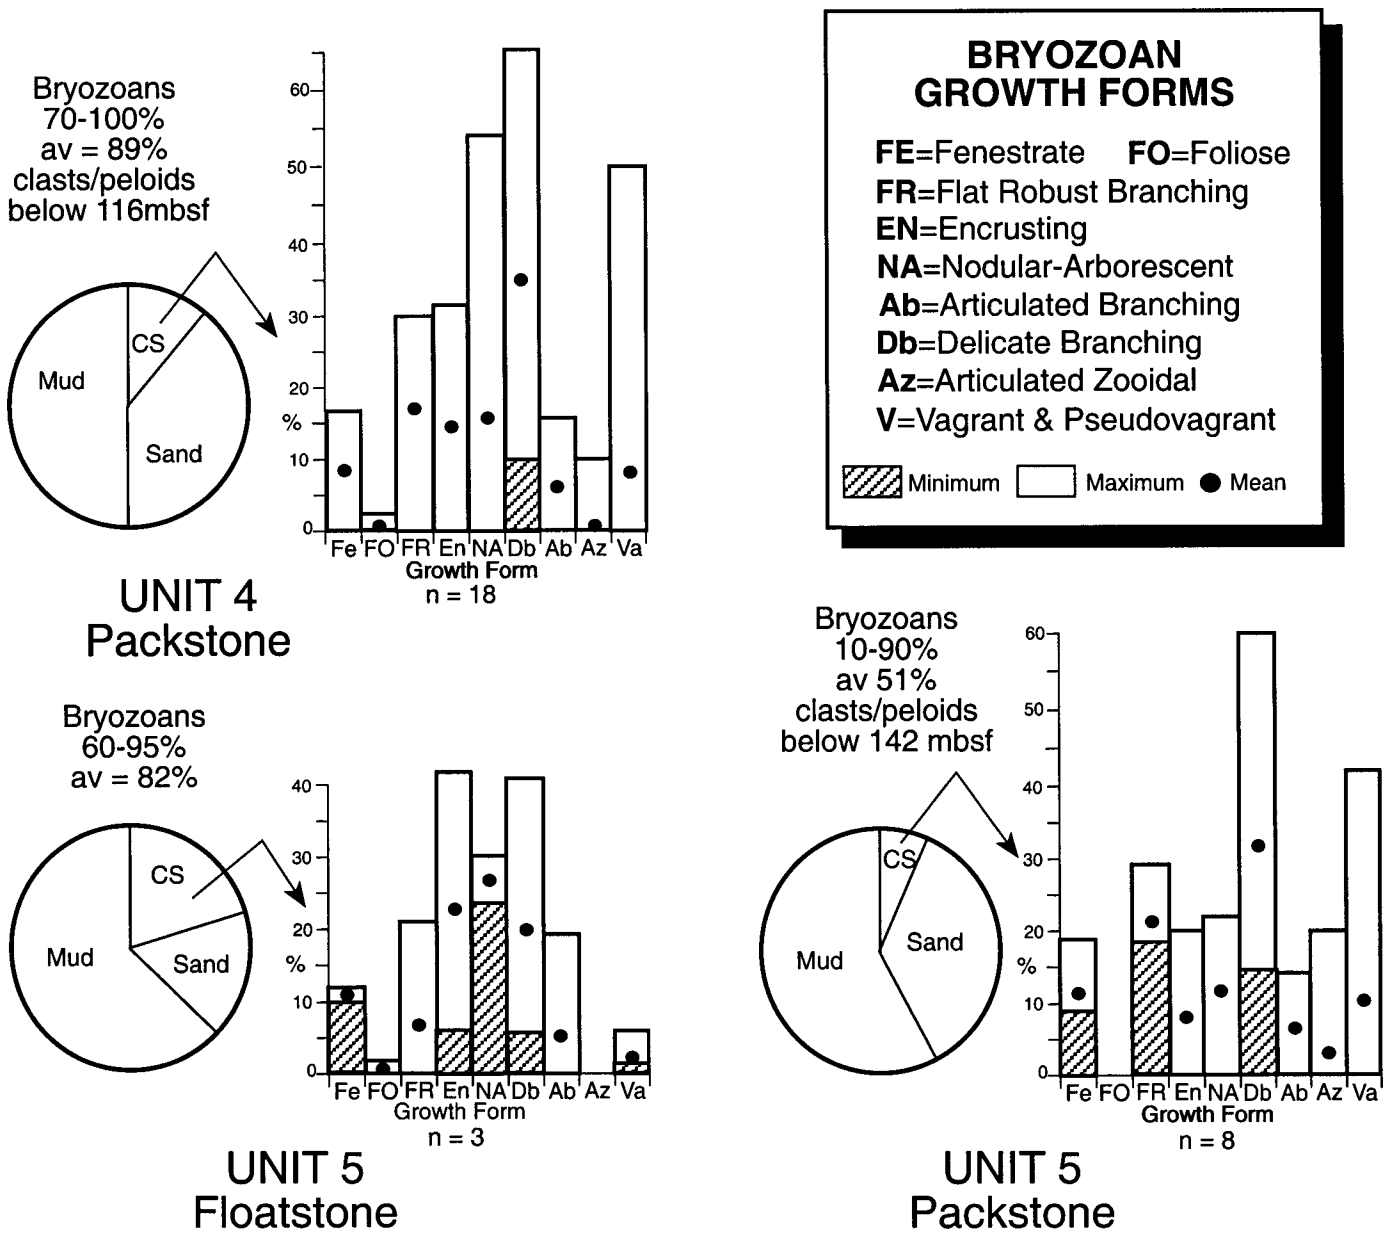 Bryozoans
70-100%
av = 89%
clasts/peloids
below 116mbsf
CS
Mud
Sand
60
50
40
30
20
%
10
0
Fe FO FR En NA Db Ab Az Va
Growth Form
n = 18
UNIT 4
Packstone
BRYOZOAN
GROWTH FORMS
FE=Fenestrate FO=Foliose
FR=Flat Robust Branching
EN=Encrusting
NA=Nodular-Arborescent
Ab=Articulated Branching
Db=Delicate Branching
Az=Articulated Zooidal
V=Vagrant & Pseudovagrant
Minimum Maximum Mean
Bryozoans
60-95%
av = 82%
CS
Mud
Sand
40
30
20
%
10
0
Fe FO FR En NA Db Ab Az Va
Growth Form
n = 3
UNIT 5
Floatstone
Bryozoans
10-90%
av 51%
clasts/peloids
below 142 mbsf
CS
Sand
Mud
60
50
40
30
20
%
10
0
Fe FO FR En NA Db Ab Az Va
Growth Form
n = 8
UNIT 5
Packstone